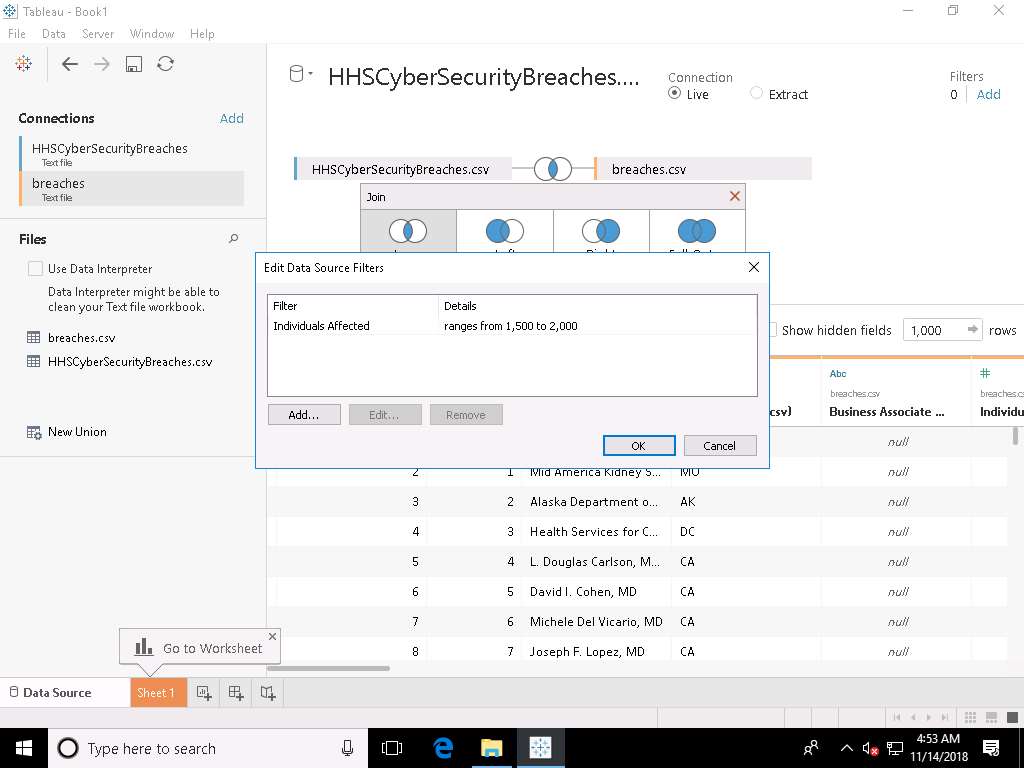 Tableau - Book1
File Data Server Window Help
HHSCyberSecurityBreaches....
Connection
Live Extract
Filters
0 Add
Connections Add
HHSCyberSecurityBreaches
Text file
breaches
Text file
HHSCyberSecurityBreaches.csv breaches.csv
Join
Files
Use Data Interpreter
Data Interpreter might be able to
clean your Text file workbook.
breaches.csv
HHSCyberSecurityBreaches.csv
New Union
Edit Data Source Filters
Filter Details
Individuals Affected ranges from 1,500 to 2,000
Add... Edit... Remove
OK Cancel
Show hidden fields 1,000 rows
Abc #
breaches.csv breaches.cs
csv) Business Associate ... Individu
null
2 1 Mid America Kidney S... MO null
3 2 Alaska Department o... AK null
4 3 Health Services for C... DC null
5 4 L. Douglas Carlson, M... CA null
6 5 David I. Cohen, MD CA null
7 6 Michele Del Vicario, MD CA null
8 7 Joseph F. Lopez, MD CA null
Go to Worksheet
Data Source Sheet 1
Type here to search
4:53 AM
11/14/2018